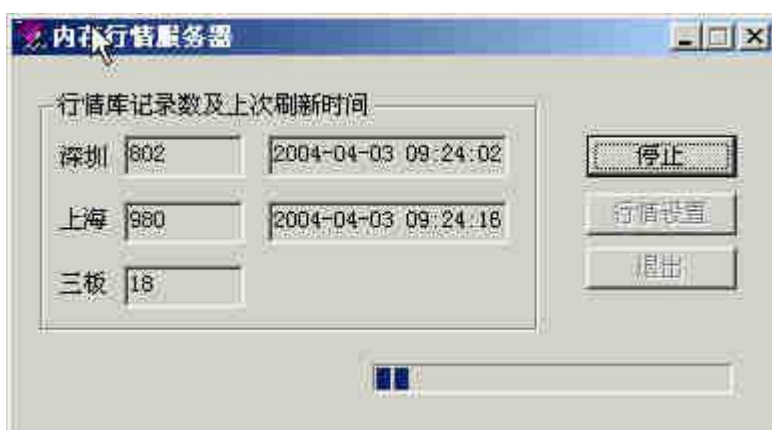 内存行情服务器
行情库记录数及上次刷新时间
深圳 802 2004-04-03 09:24:02
停止
上海 980 2004-04-03 09:24:16
行情设置
三板 18
退出